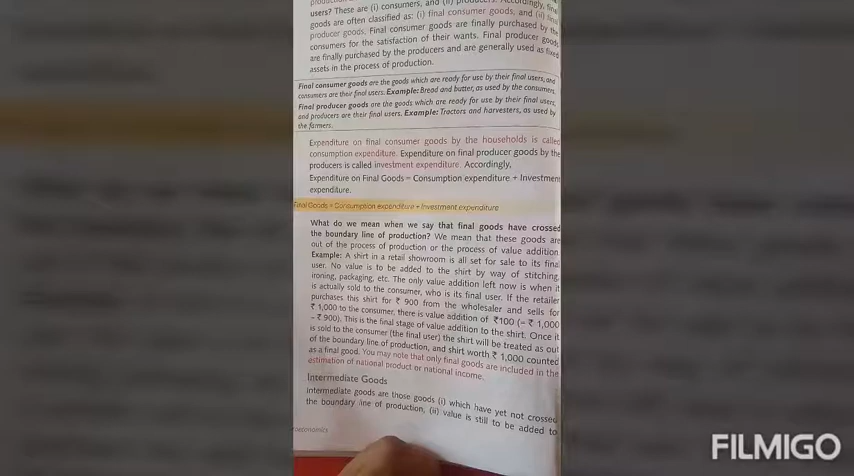 users? These are (i) consumers, and (ii) producers. Accordingly, final
goods are often classified as: (i) final consumer goods, and (ii) final
producer goods. Final consumer goods are finally purchased by the
consumers for the satisfaction of their wants. Final producer goods
are finally purchased by the producers and are generally used as fixed
assets in the process of production.
Final consumer goods are the goods which are ready for use by their final users, and
consumers are their final users. Example: Bread and butter, as used by the consumers.
Final producer goods are the goods which are ready for use by their final users,
and producers are their final users. Example: Tractors and harvesters, as used by
the farmers.
Expenditure on final consumer goods by the households is called
consumption expenditure. Expenditure on final producer goods by the
producers is called investment expenditure. Accordingly,
Expenditure on Final Goods = Consumption expenditure + Investment
expenditure.
Final Goods = Consumption expenditure + Investment expenditure
What do we mean when we say that final goods have crossed
the boundary line of production? We mean that these goods are
out of the process of production or the process of value addition.
Example: A shirt in a retail showroom is all set for sale to its final
user. No value is to be added to the shirt by way of stitching,
ironing, packaging, etc. The only value addition left now is when it
is actually sold to the consumer, who is its final user. If the retailer
purchases this shirt for ₹ 900 from the wholesaler and sells for
₹ 1,000 to the consumer, there is value addition of ₹100 (= ₹ 1,000
– ₹ 900). This is the final stage of value addition to the shirt. Once it
is sold to the consumer (the final user) the shirt will be treated as out
of the boundary line of production, and shirt worth ₹ 1,000 counted
as a final good. You may note that only final goods are included in the
estimation of national product or national income.
Intermediate Goods
Intermediate goods are those goods (i) which have yet not crossed
the boundary line of production, (ii) value is still to be added to
roeconomics
FILMIGO